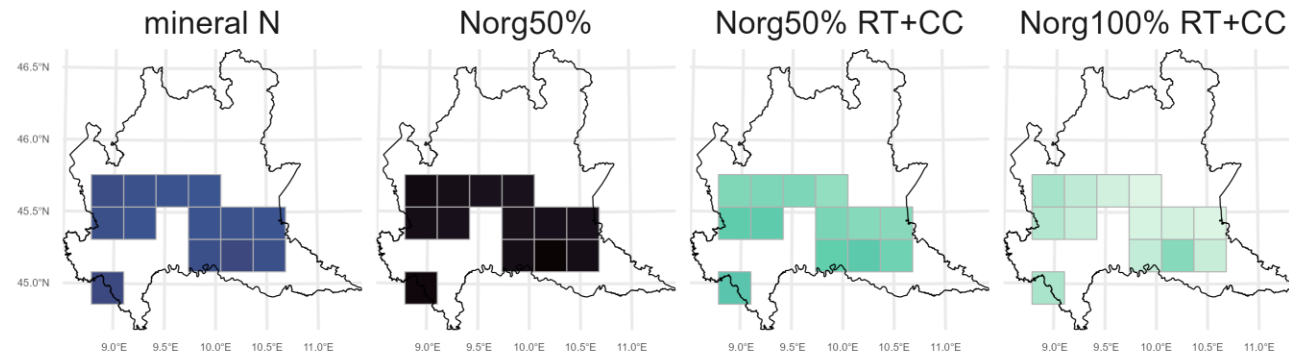 mineral N Norg50% Norg50% RT+CC Norg100% RT+CC
46.5°N
46.0°N
45.5°N
45.0°N
9.0°E 9.5°E 10.0°E 10.5°E 11.0°E 9.0°E 9.5°E 10.0°E 10.5°E 11.0°E 9.0°E 9.5°E 10.0°E 10.5°E 11.0°E 9.0°E 9.5°E 10.0°E 10.5°E 11.0°E